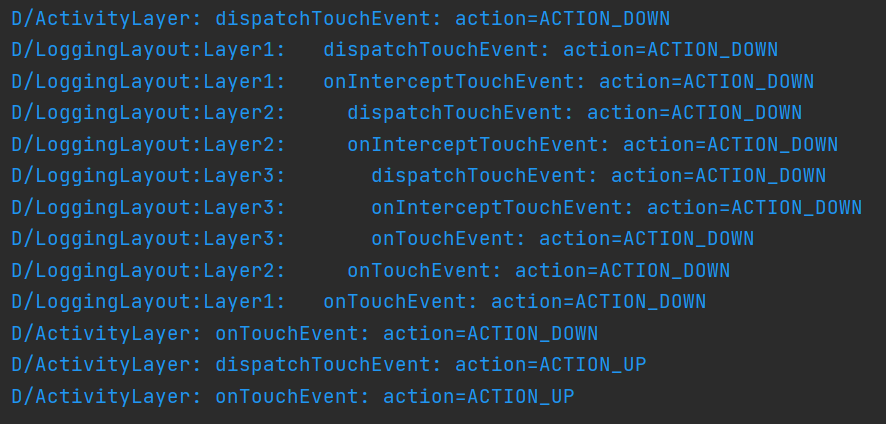 D/ActivityLayer: dispatchTouchEvent: action=ACTION_DOWN
D/LoggingLayout:Layer1:   dispatchTouchEvent: action=ACTION_DOWN
D/LoggingLayout:Layer1:   onInterceptTouchEvent: action=ACTION_DOWN
D/LoggingLayout:Layer2:     dispatchTouchEvent: action=ACTION_DOWN
D/LoggingLayout:Layer2:     onInterceptTouchEvent: action=ACTION_DOWN
D/LoggingLayout:Layer3:       dispatchTouchEvent: action=ACTION_DOWN
D/LoggingLayout:Layer3:       onInterceptTouchEvent: action=ACTION_DOWN
D/LoggingLayout:Layer3:       onTouchEvent: action=ACTION_DOWN
D/LoggingLayout:Layer2:     onTouchEvent: action=ACTION_DOWN
D/LoggingLayout:Layer1:   onTouchEvent: action=ACTION_DOWN
D/ActivityLayer: onTouchEvent: action=ACTION_DOWN
D/ActivityLayer: dispatchTouchEvent: action=ACTION_UP
D/ActivityLayer: onTouchEvent: action=ACTION_UP